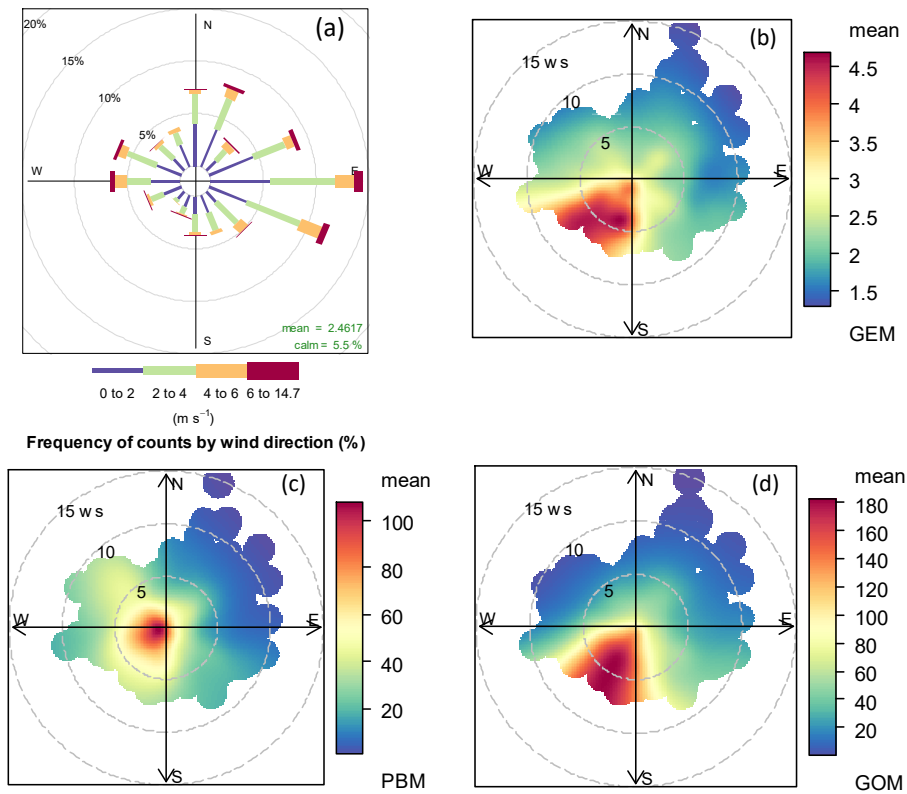 20%
(a)
N
15%
10%
5%
W
E
S
mean = 2.4617
calm = 5.5 %
0 to 2
2 to 4
4 to 6
6 to 14.7
(m s⁻¹)
Frequency of counts by wind direction (%)
mean
(b)
N
15 ws
10
5
W
E
S
4.5
4
3.5
3
2.5
2
1.5
GEM
mean
(c)
N
15 ws
10
5
W
E
S
100
80
60
40
20
PBM
mean
(d)
N
15 ws
10
5
W
E
S
180
160
140
120
100
80
60
40
20
GOM